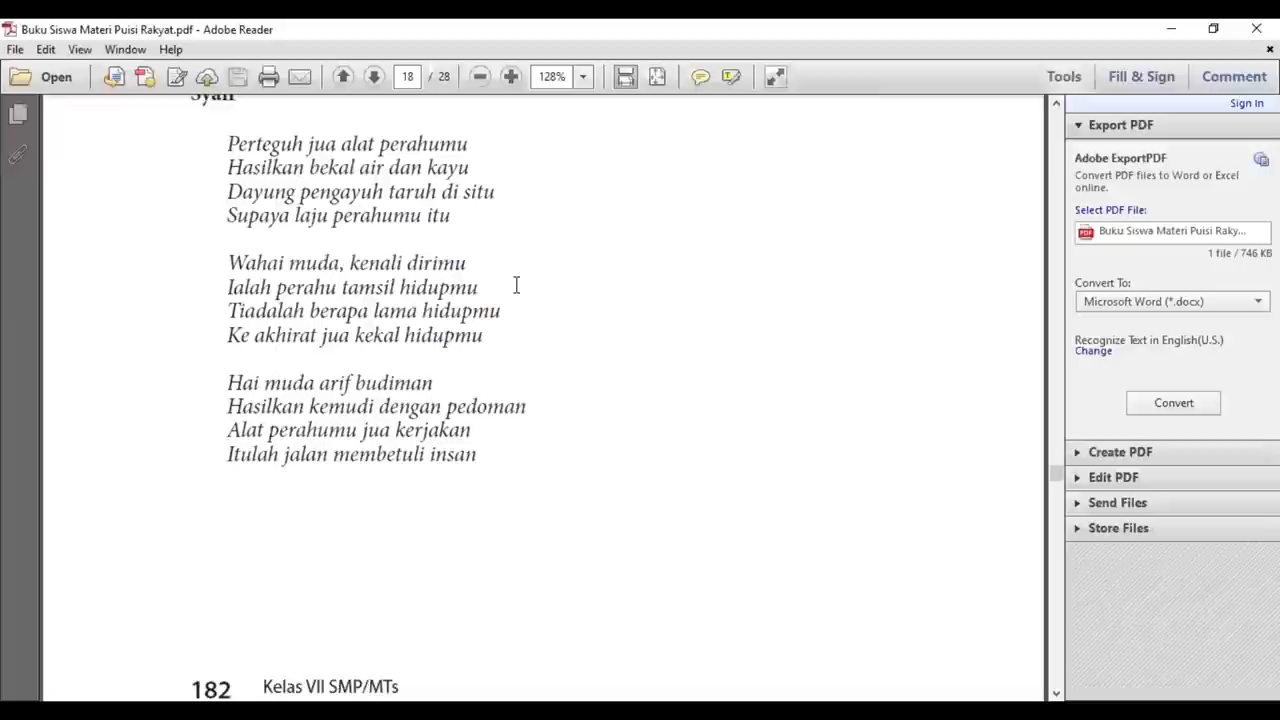 Buku Siswa Materi Puisi Rakyat.pdf - Adobe Reader
File Edit View Window Help
Open 18 / 28 128% Tools Fill & Sign Comment
Sign In
Syair
Perteguh jua alat perahumu
Hasilkan bekal air dan kayu
Dayung pengayuh taruh di situ
Supaya laju perahumu itu
Wahai muda, kenali dirimu
Ialah perahu tamsil hidupmu
Tiadalah berapa lama hidupmu
Ke akhirat jua kekal hidupmu
Hai muda arif budiman
Hasilkan kemudi dengan pedoman
Alat perahumu jua kerjakan
Itulah jalan membetuli insan
182 Kelas VII SMP/MTs
Export PDF
Adobe ExportPDF
Convert PDF files to Word or Excel
online.
Select PDF File:
PDF Buku Siswa Materi Puisi Raky...
1 file / 746 KB
Convert To:
Microsoft Word (*.docx)
Recognize Text in English(U.S.)
Change
Convert
Create PDF
Edit PDF
Send Files
Store Files